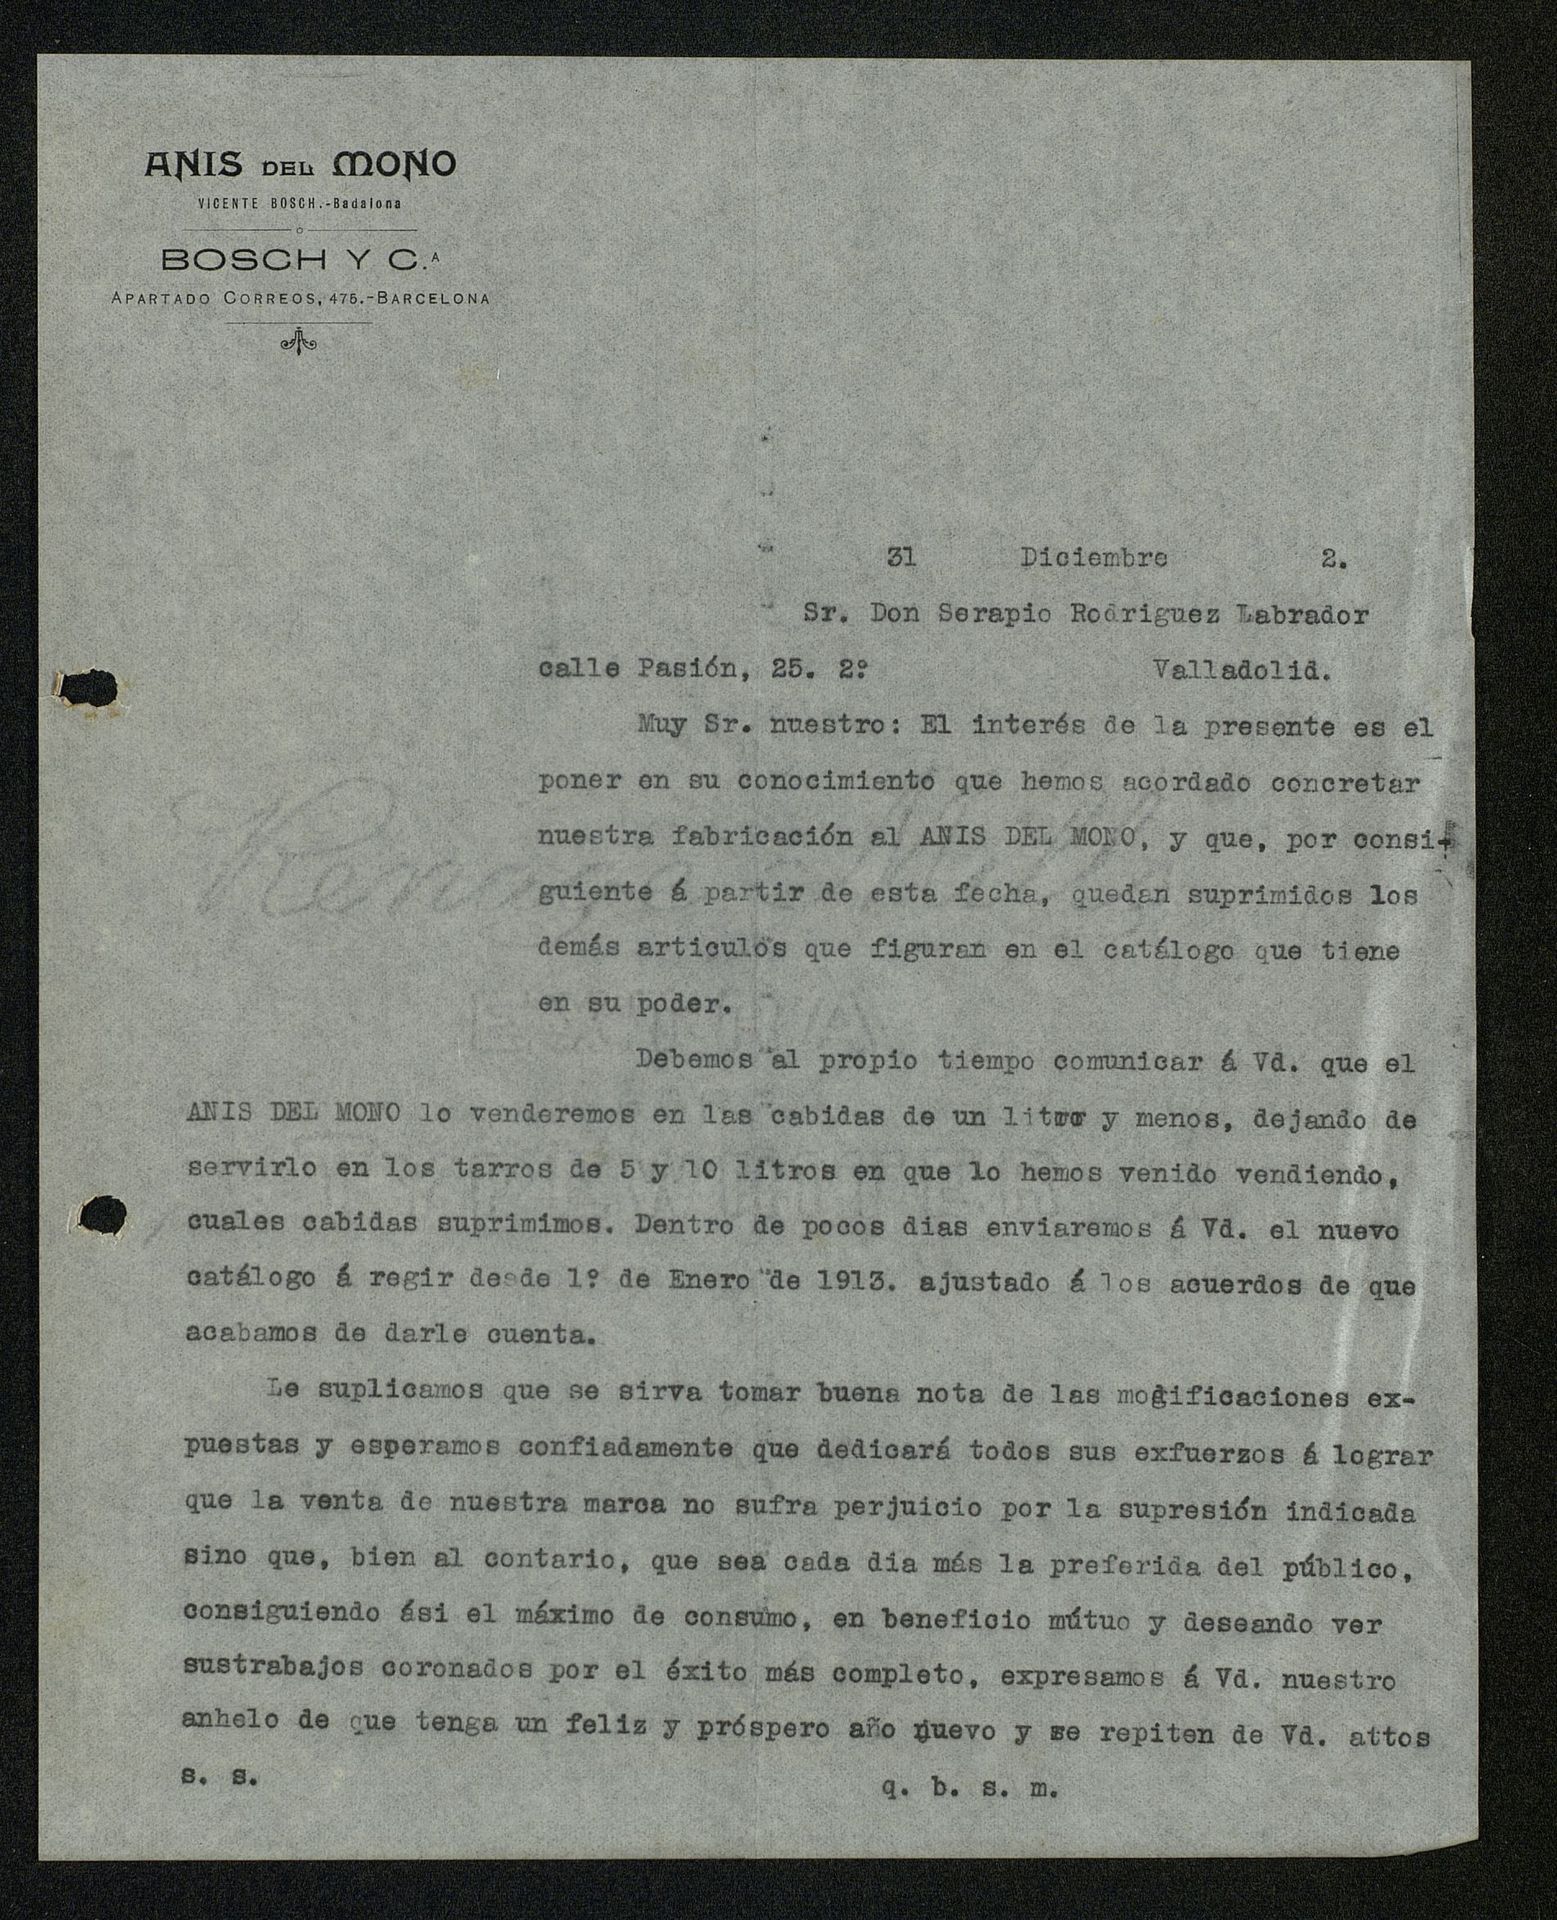 ANIS DEL MONO
VICENTE BOSCH.-Badalona
BOSCH Y C.A
APARTADO CORREOS, 475.-BARCELONA
31 Diciembre 2.
Sr. Don Serapio Rodriguez Labrador
calle Pasión, 25. 2º Valladolid.
Muy Sr. nuestro: El interés de la presente es el
poner en su conocimiento que hemos acordado concretar
nuestra fabricación al ANIS DEL MONO, y que, por consi-
guiente á partir de esta fecha, quedan suprimidos los
demás articulos que figuran en el catálogo que tiene
en su poder.
Debemos al propio tiempo comunicar á Vd. que el
ANIS DEL MONO lo venderemos en las cabidas de un litro y menos, dejando de
servirlo en los tarros de 5 y 10 litros en que lo hemos venido vendiendo,
cuales cabidas suprimimos. Dentro de pocos dias enviaremos á Vd. el nuevo
catálogo á regir desde 1º de Enero de 1913. ajustado á los acuerdos de que
acabamos de darle cuenta.
Le suplicamos que se sirva tomar buena nota de las modificaciones ex-
puestas y esperamos confiadamente que dedicará todos sus exfuerzos á lograr
que la venta de nuestra marca no sufra perjuicio por la supresión indicada
sino que, bien al contario, que sea cada dia más la preferida del público,
consiguiendo ási el máximo de consumo, en beneficio mútuo y deseando ver
sustrabajos coronados por el éxito más completo, expresamos á Vd. nuestro
anhelo de que tenga un feliz y próspero año nuevo y se repiten de Vd. attos
s. s. q. b. s. m.